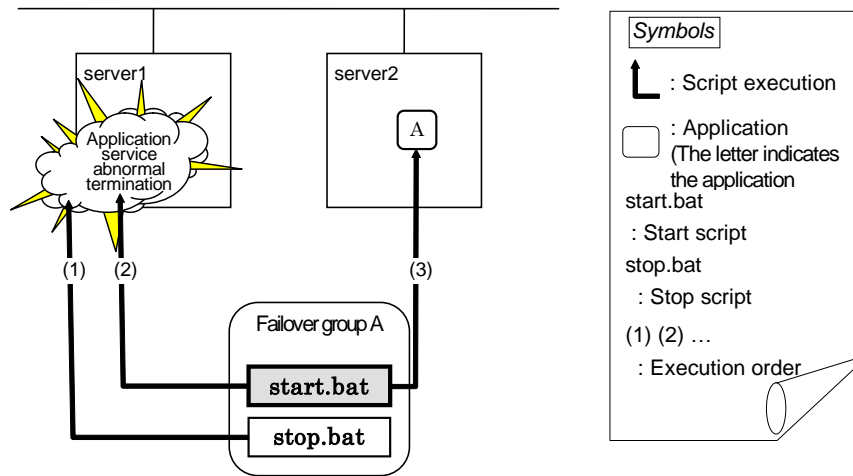 server1
server2
Application
service
abnormal
termination
A
(1)
(2)
(3)
Failover group A
start.bat
stop.bat
Symbols
: Script execution
: Application
(The letter indicates
the application
start.bat
: Start script
stop.bat
: Stop script
(1) (2) …
: Execution order